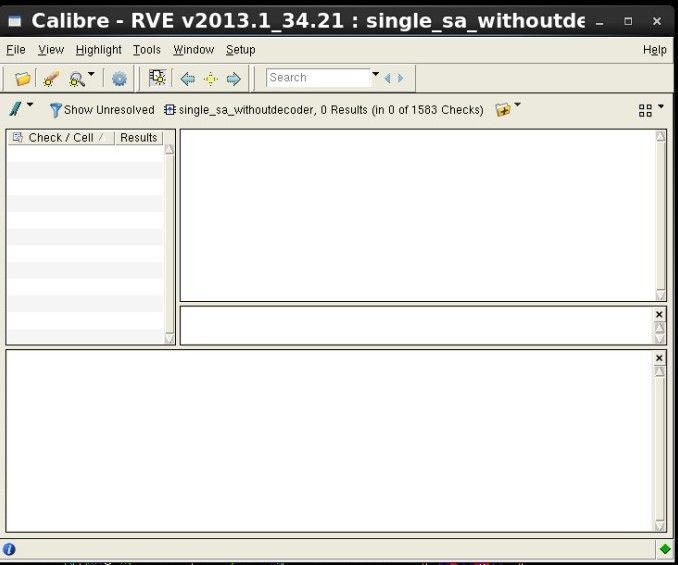 Calibre - RVE v2013.1_34.21 : single_sa_withoutde
File View Highlight Tools Window Setup Help
Search
Show Unresolved single_sa_withoutdecoder, 0 Results (in 0 of 1583 Checks)
Check / Cell Results